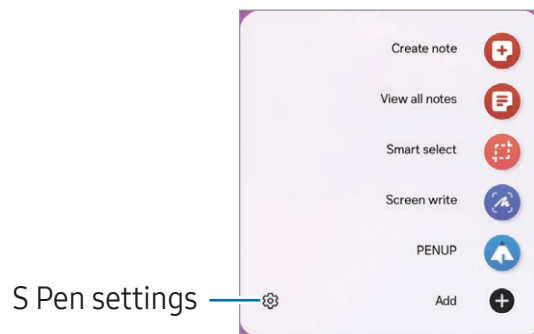 Create note
View all notes
Smart select
Screen write
PENUP
S Pen settings
Add